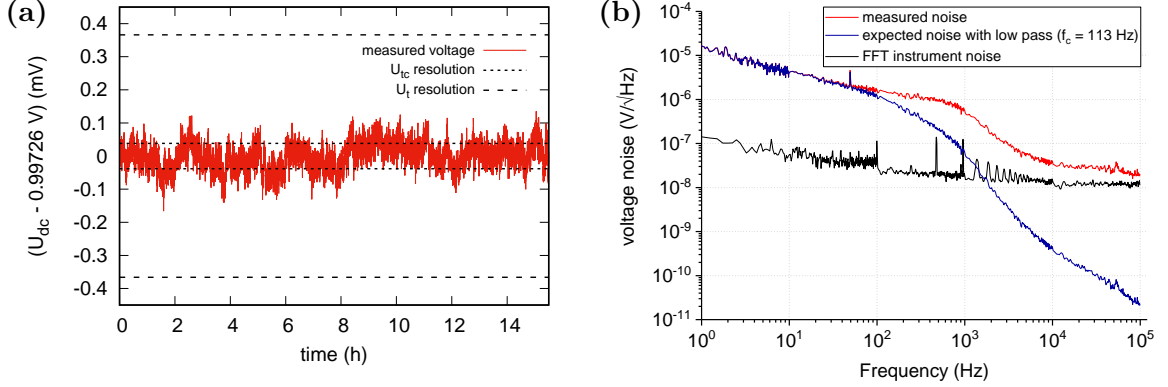 (a)
(U_dc - 0.99726 V) (mV)
0.4
0.3
0.2
0.1
0
-0.1
-0.2
-0.3
-0.4
measured voltage
U_tc resolution
U_t resolution
0 2 4 6 8 10 12 14
time (h)
(b)
voltage noise (V/√Hz)
10^-4
10^-5
10^-6
10^-7
10^-8
10^-9
10^-10
10^-11
measured noise
expected noise with low pass (f_c = 113 Hz)
FFT instrument noise
10^0 10^1 10^2 10^3 10^4 10^5
Frequency (Hz)